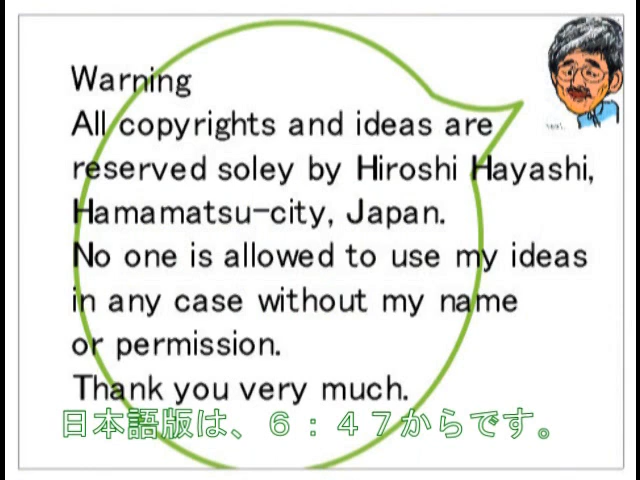 Warning
All copyrights and ideas are
reserved soley by Hiroshi Hayashi,
Hamamatsu-city, Japan.
No one is allowed to use my ideas
in any case without my name
or permission.
Thank you very much.
日本語版は、６：４７からです。